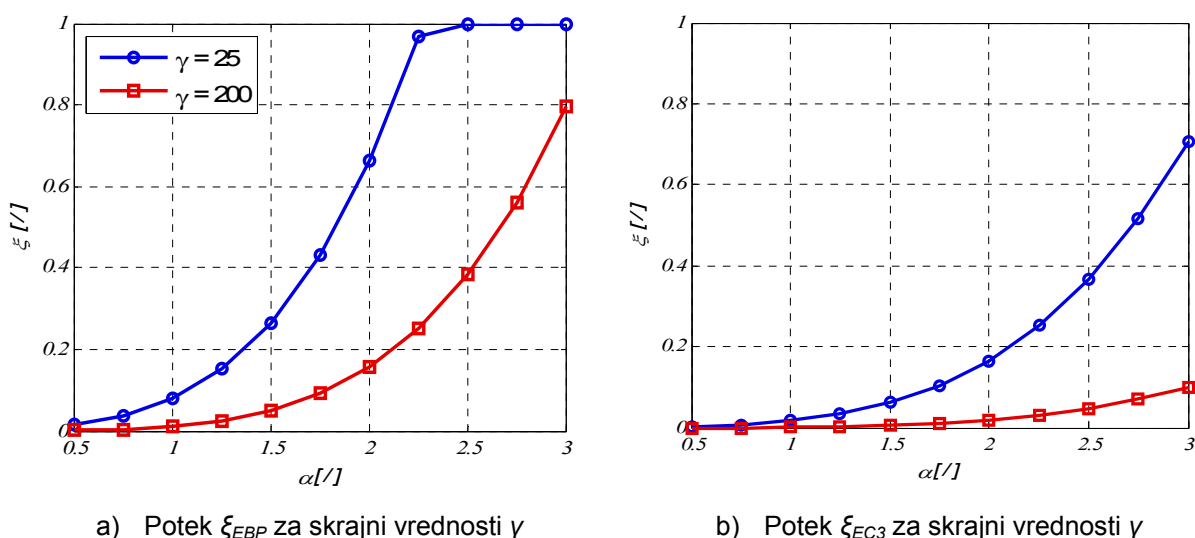 1
0.8
0.6
0.4
0.2
0
ξ [/]
γ = 25
γ = 200
0.5 1 1.5 2 2.5 3
α[/]
a) Potek ξEBP za skrajni vrednosti γ
1
0.8
0.6
0.4
0.2
0
ξ [/]
0.5 1 1.5 2 2.5 3
α[/]
b) Potek ξEC3 za skrajni vrednosti γ